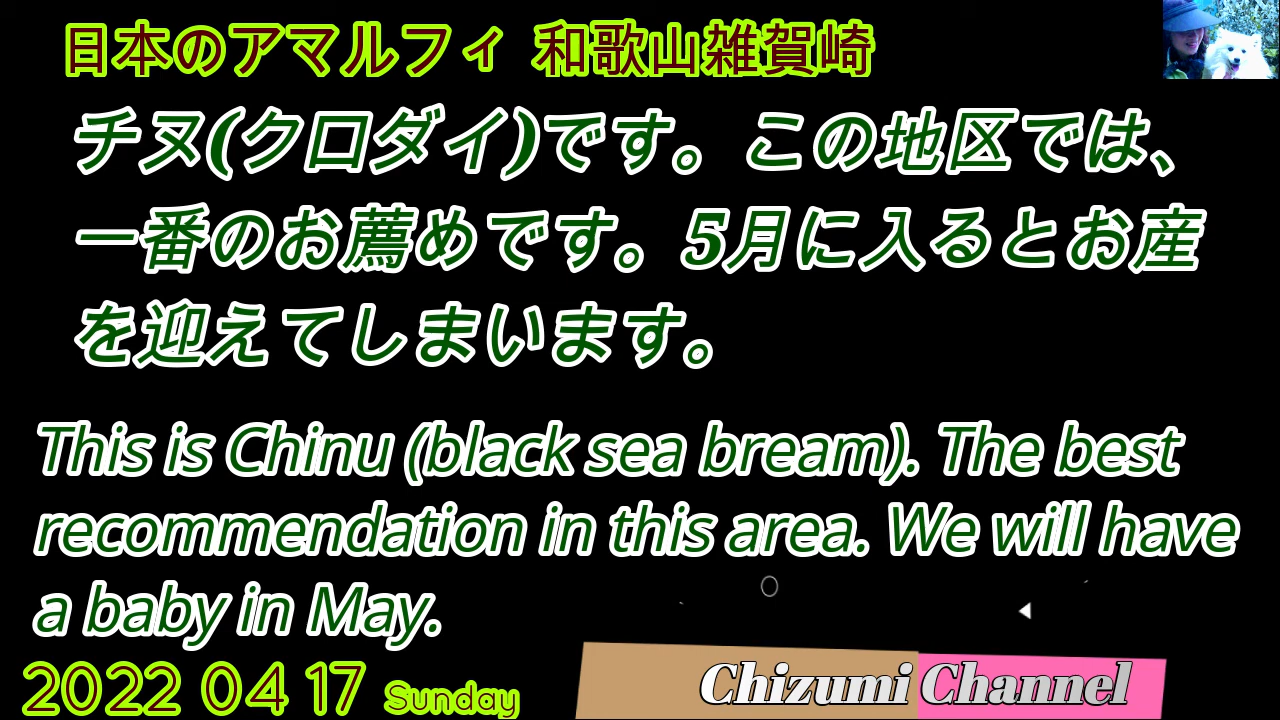 日本のアマルフィ 和歌山雑賀崎
チヌ(クロダイ)です。この地区では、
一番のお薦めです。5月に入るとお産
を迎えてしまいます。
This is Chinu (black sea bream). The best
recommendation in this area. We will have
a baby in May.
2022 04 17 Sunday
Chizumi Channel